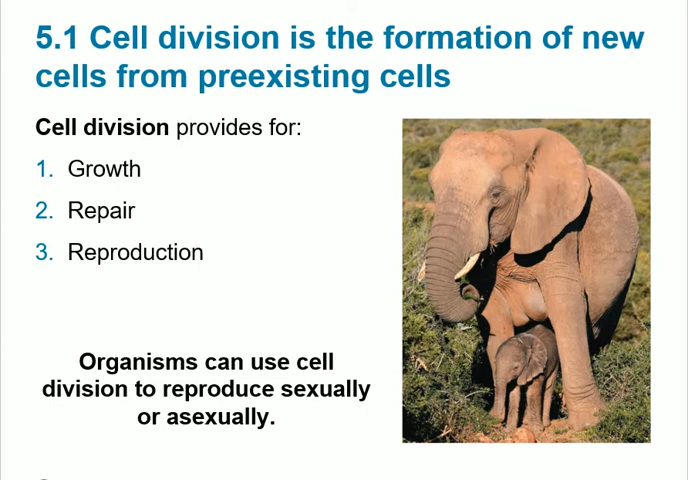 5.1 Cell division is the formation of new
cells from preexisting cells
Cell division provides for:
1. Growth
2. Repair
3. Reproduction
Organisms can use cell
division to reproduce sexually
or asexually.